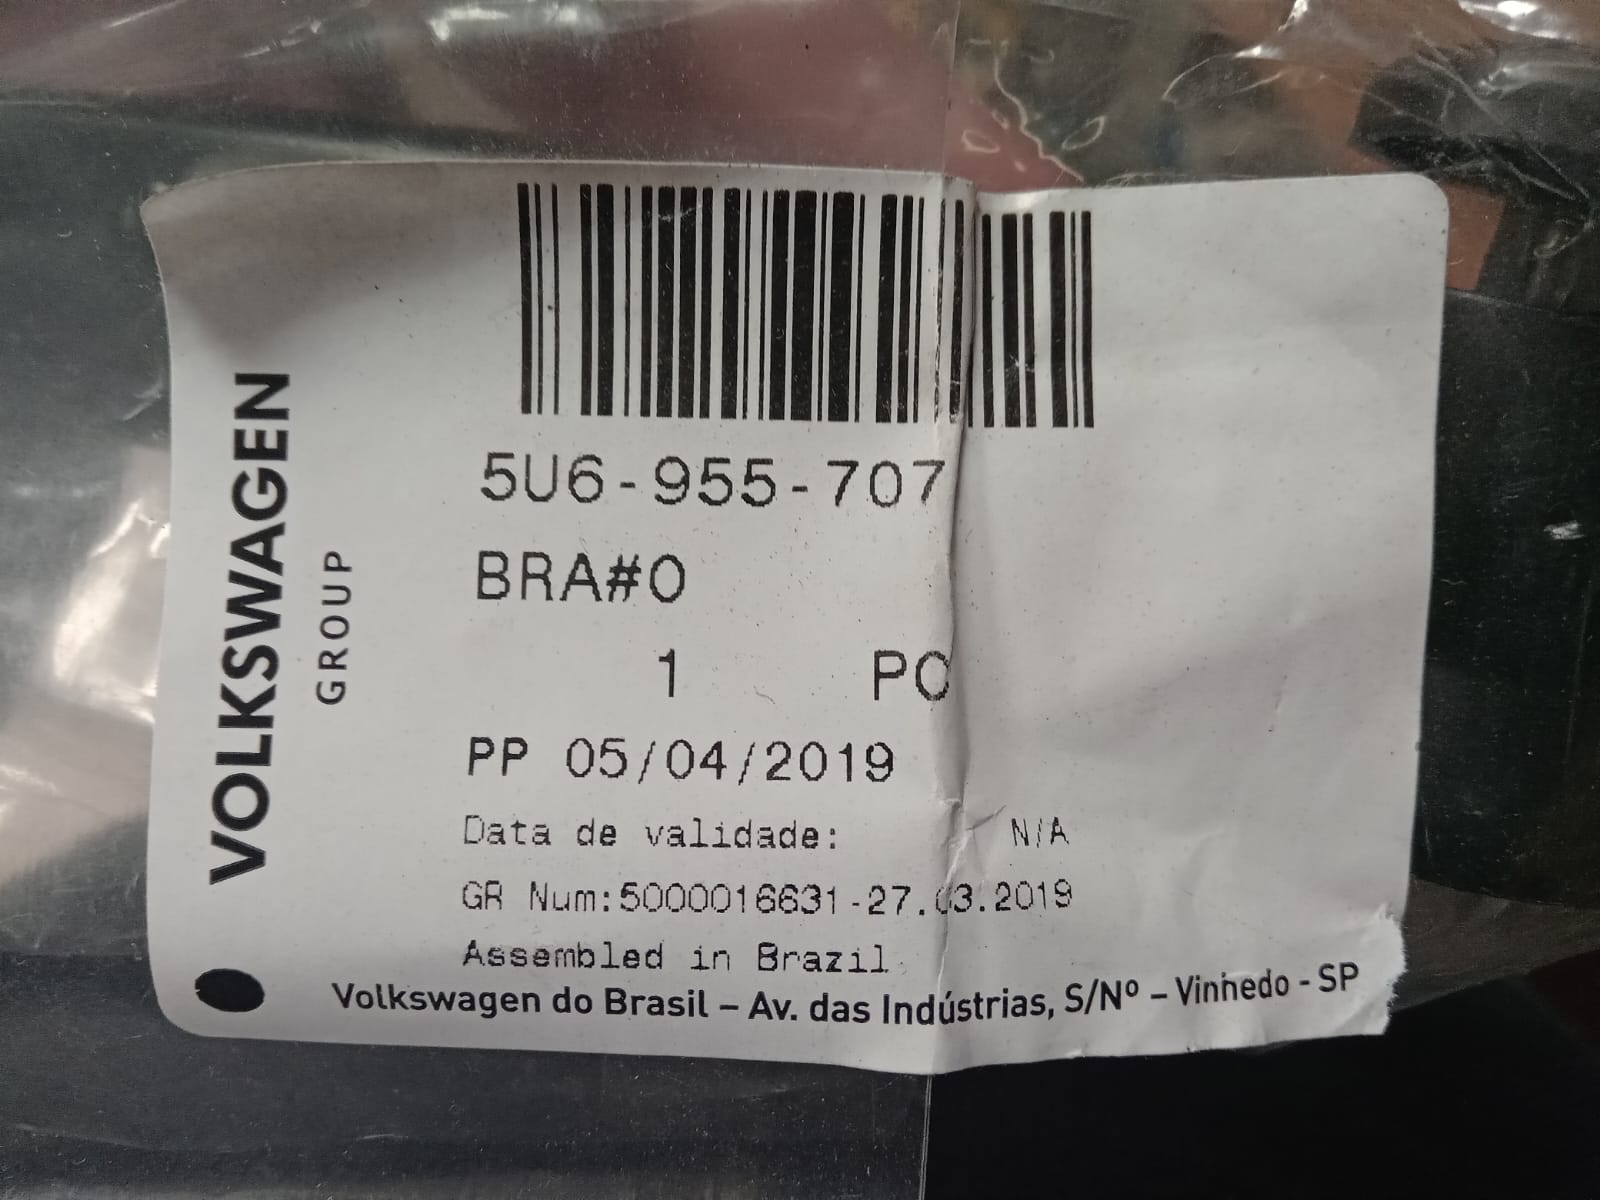 VOLKSWAGEN
GROUP
5U6-955-707
BRA#0
1 PC
PP 05/04/2019
Data de validade: N/A
GR Num:5000016631-27.03.2019
Assembled in Brazil
Volkswagen do Brasil – Av. das Indústrias, S/Nº – Vinhedo - SP